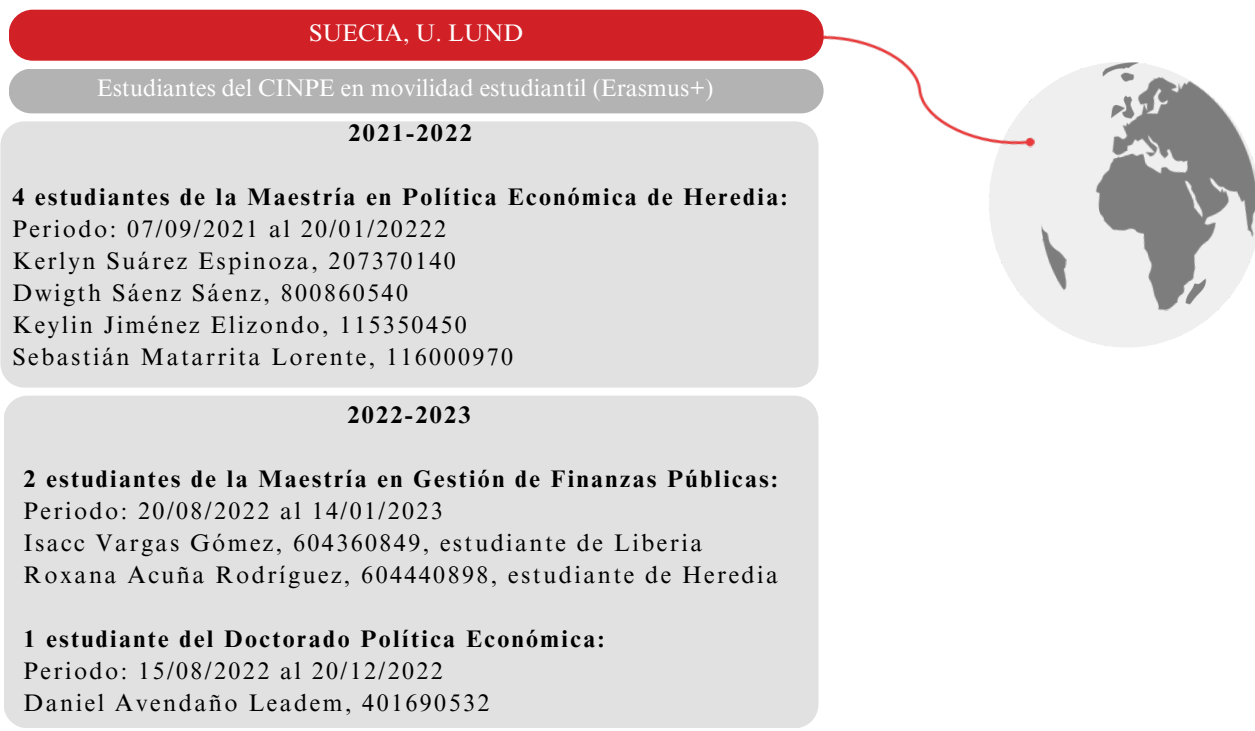 SUECIA, U. LUND
Estudiantes del CINPE en movilidad estudiantil (Erasmus+)
2021-2022
4 estudiantes de la Maestría en Política Económica de Heredia:
Periodo: 07/09/2021 al 20/01/20222
Kerlyn Suárez Espinoza, 207370140
Dwigth Sáenz Sáenz, 800860540
Keylin Jiménez Elizondo, 115350450
Sebastián Matarrita Lorente, 116000970
2022-2023
2 estudiantes de la Maestría en Gestión de Finanzas Públicas:
Periodo: 20/08/2022 al 14/01/2023
Isacc Vargas Gómez, 604360849, estudiante de Liberia
Roxana Acuña Rodríguez, 604440898, estudiante de Heredia
1 estudiante del Doctorado Política Económica:
Periodo: 15/08/2022 al 20/12/2022
Daniel Avendaño Leadem, 401690532